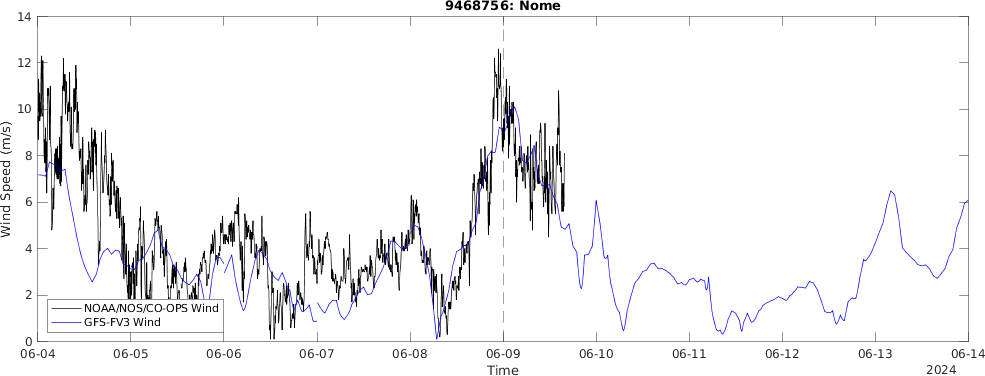 9468756: Nome
Wind Speed (m/s)
14
12
10
8
6
4
2
0
NOAA/NOS/CO-OPS Wind
GFS-FV3 Wind
06-04 06-05 06-06 06-07 06-08 06-09 06-10 06-11 06-12 06-13 06-14
Time
2024